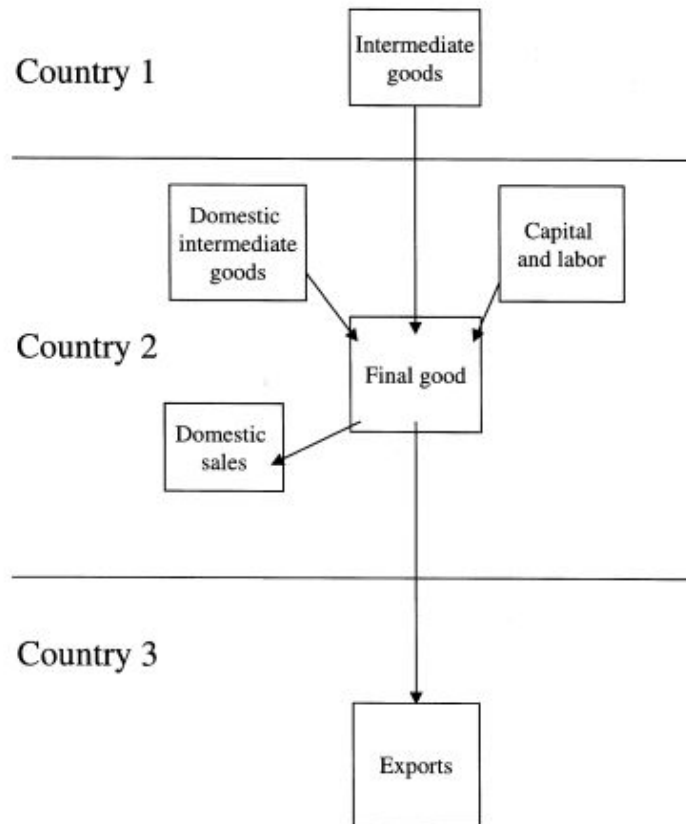 Country 1
Intermediate
goods
Domestic
intermediate
goods
Capital
and labor
Country 2
Final good
Domestic
sales
Country 3
Exports